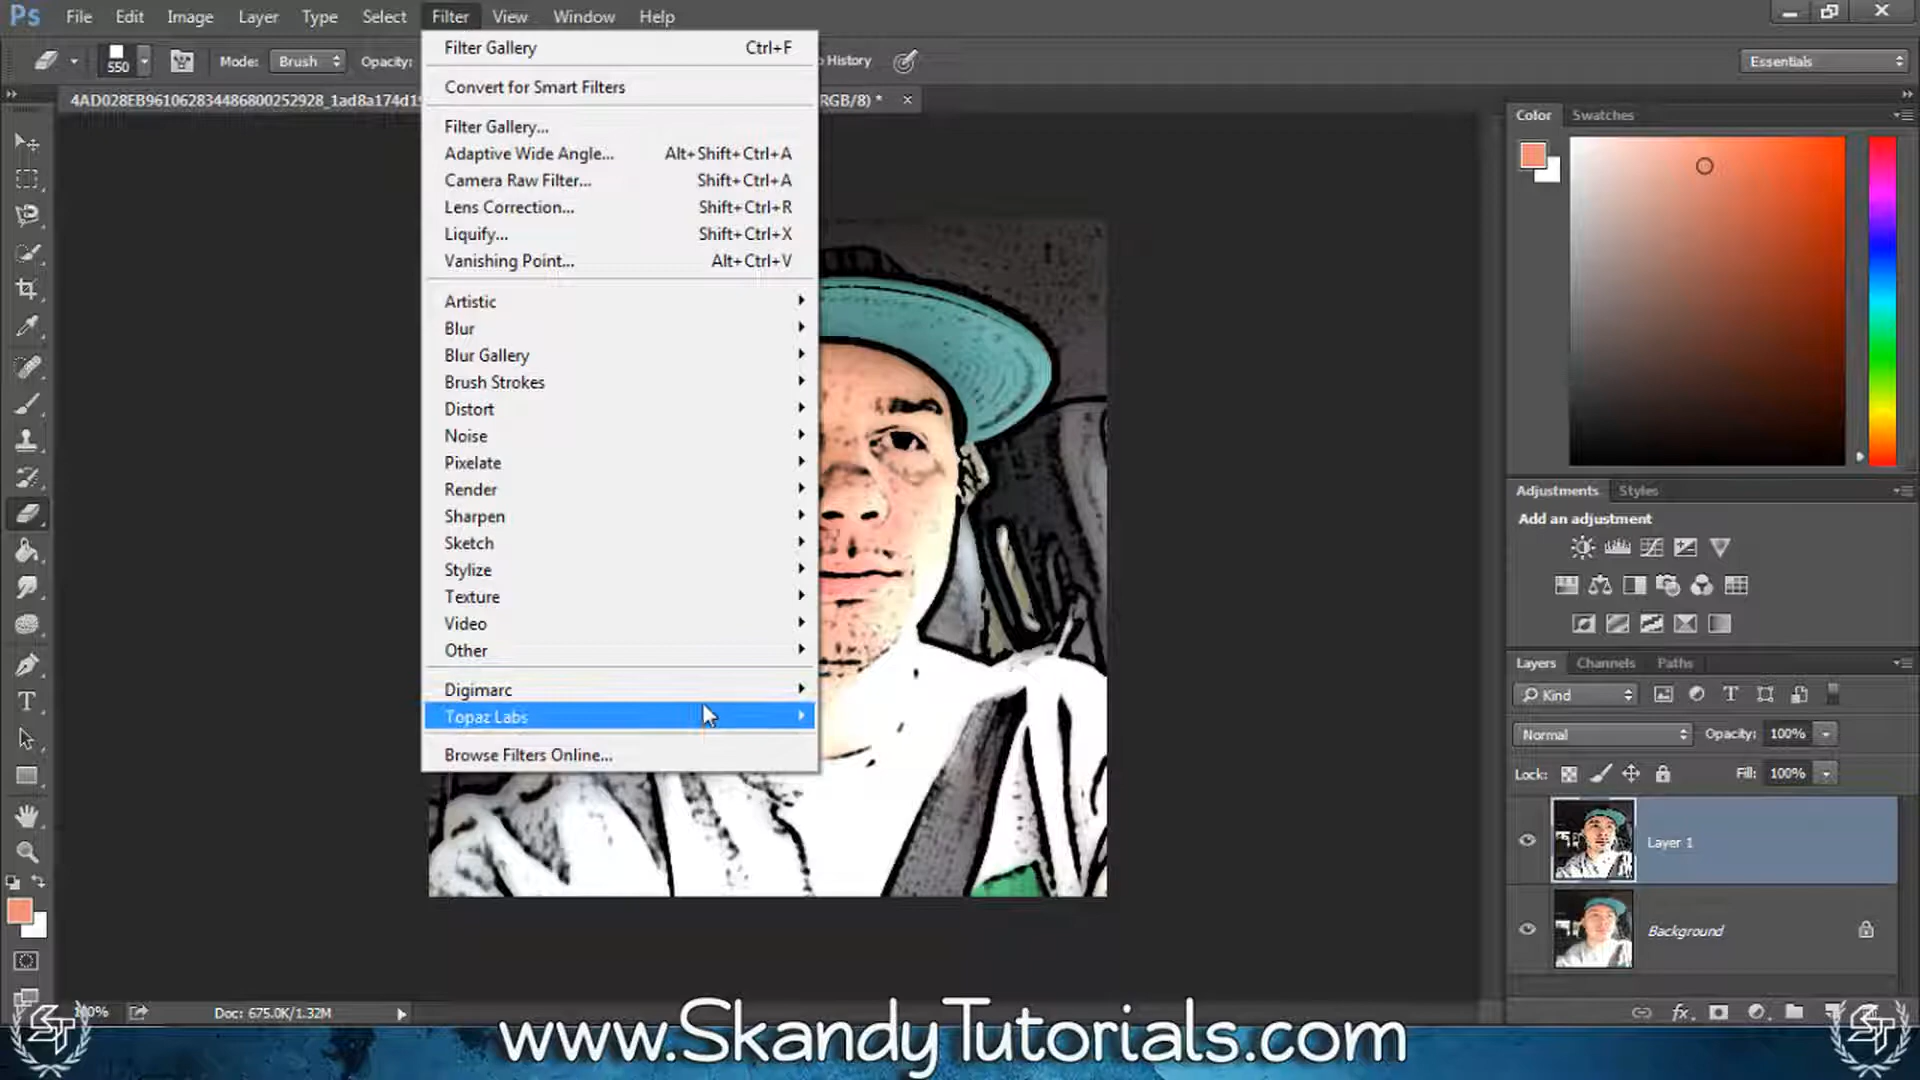 Ps File Edit Image Layer Type Select Filter View Window Help
550 Mode: Brush Opacity: History Essentials
4AD028EB961062834486800252928_1ad8a174d19 RGB/8) * ×
Filter Gallery Ctrl+F
Convert for Smart Filters
Filter Gallery...
Adaptive Wide Angle... Alt+Shift+Ctrl+A
Camera Raw Filter... Shift+Ctrl+A
Lens Correction... Shift+Ctrl+R
Liquify... Shift+Ctrl+X
Vanishing Point... Alt+Ctrl+V
Artistic
Blur
Blur Gallery
Brush Strokes
Distort
Noise
Pixelate
Render
Sharpen
Sketch
Stylize
Texture
Video
Other
Digimarc
Topaz Labs
Browse Filters Online...
Color Swatches
Adjustments Styles
Add an adjustment
Layers Channels Paths
Kind
Normal Opacity: 100%
Lock: Fill: 100%
Layer 1
Background
Doc: 675.0K/1.32M
www.SkandyTutorials.com
ST
ST